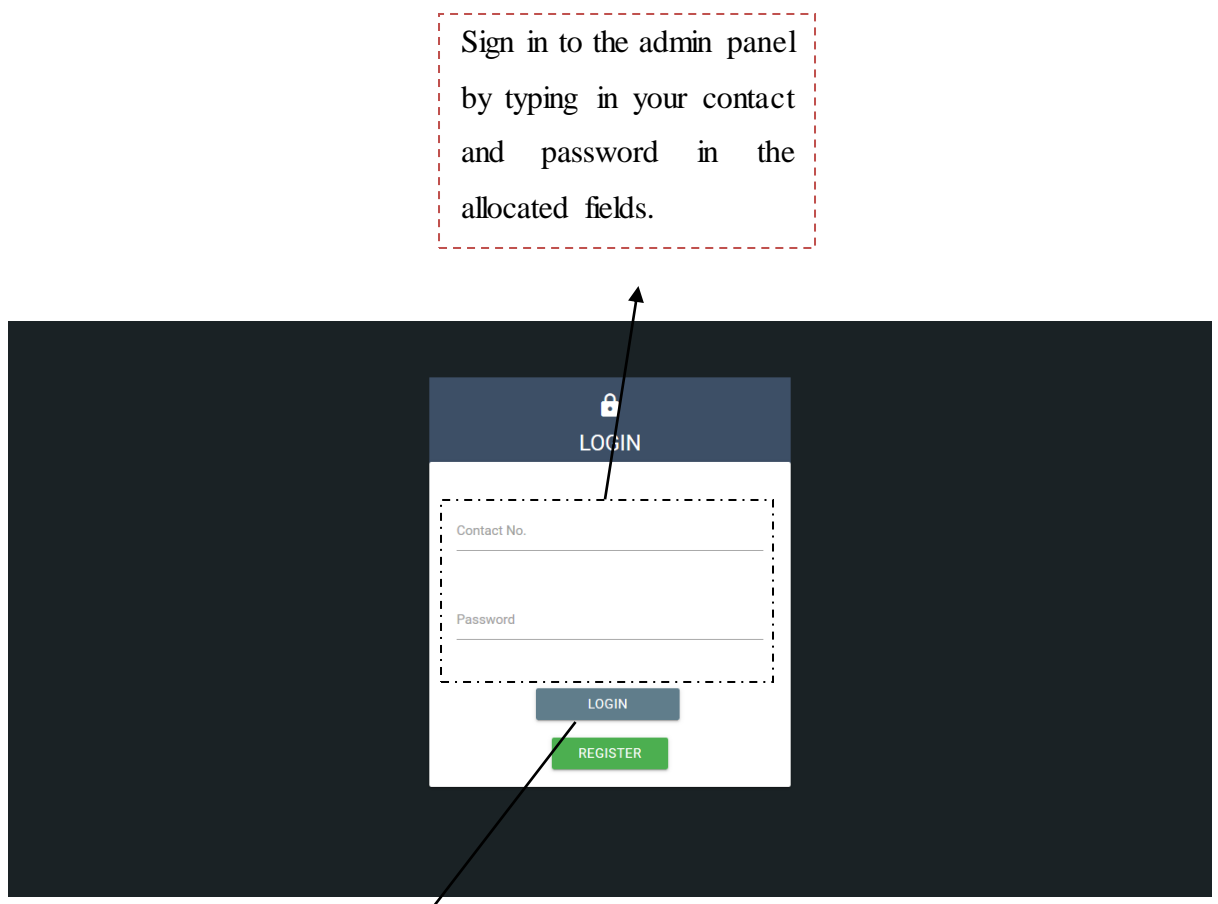 Sign in to the admin panel
by typing in your contact
and password in the
allocated fields.
LOGIN
Contact No.
Password
LOGIN
REGISTER